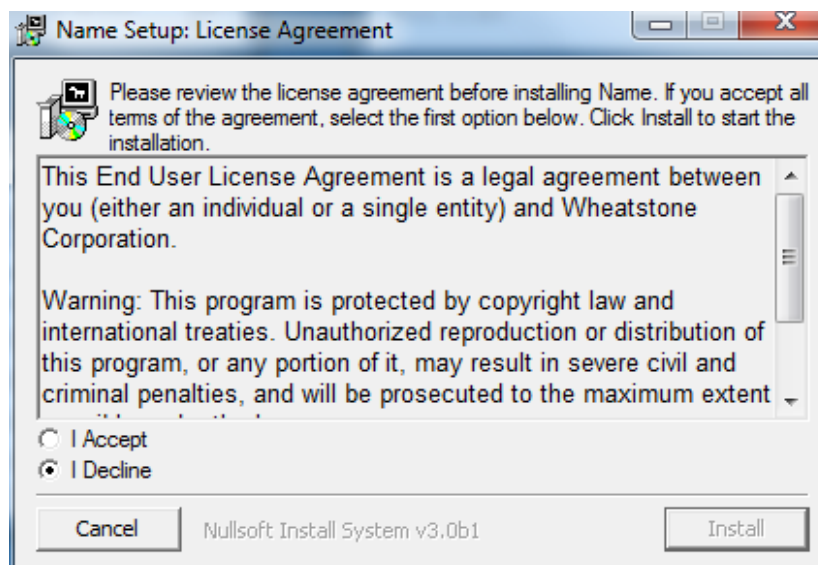 Name Setup: License Agreement
Please review the license agreement before installing Name. If you accept all
terms of the agreement, select the first option below. Click Install to start the
installation.
This End User License Agreement is a legal agreement between
you (either an individual or a single entity) and Wheatstone
Corporation.
Warning: This program is protected by copyright law and
international treaties. Unauthorized reproduction or distribution of
this program, or any portion of it, may result in severe civil and
criminal penalties, and will be prosecuted to the maximum extent
I Accept
I Decline
Cancel
Nullsoft Install System v3.0b1
Install